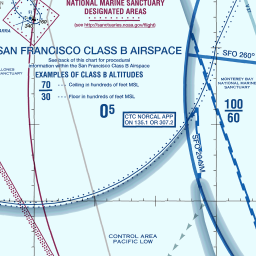 NATIONAL MARINE SANCTUARY
DESIGNATED AREAS
(see http://sanctuaries.noaa.gov/flight)
SAN FRANCISCO CLASS B AIRSPACE
See back of this chart for procedural
information within the San Francisco Class B Airspace
EXAMPLES OF CLASS B ALTITUDES
70 Ceiling in hundreds of feet MSL
30 Floor in hundreds of feet MSL
SANCTUARY
0⁵
CTC NORCAL APP
ON 135.1 OR 307.2
SFO 260°
MONTEREY BAY
NATIONAL MARINE
SANCTUARY
100
60
CONTROL AREA
PACIFIC LOW